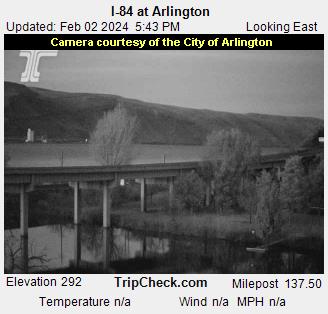 I-84 at Arlington
Updated: Feb 02 2024 5:43 PM Looking East
Camera courtesy of the City of Arlington
Elevation 292 TripCheck.com Milepost 137.50
Temperature n/a Wind n/a MPH n/a